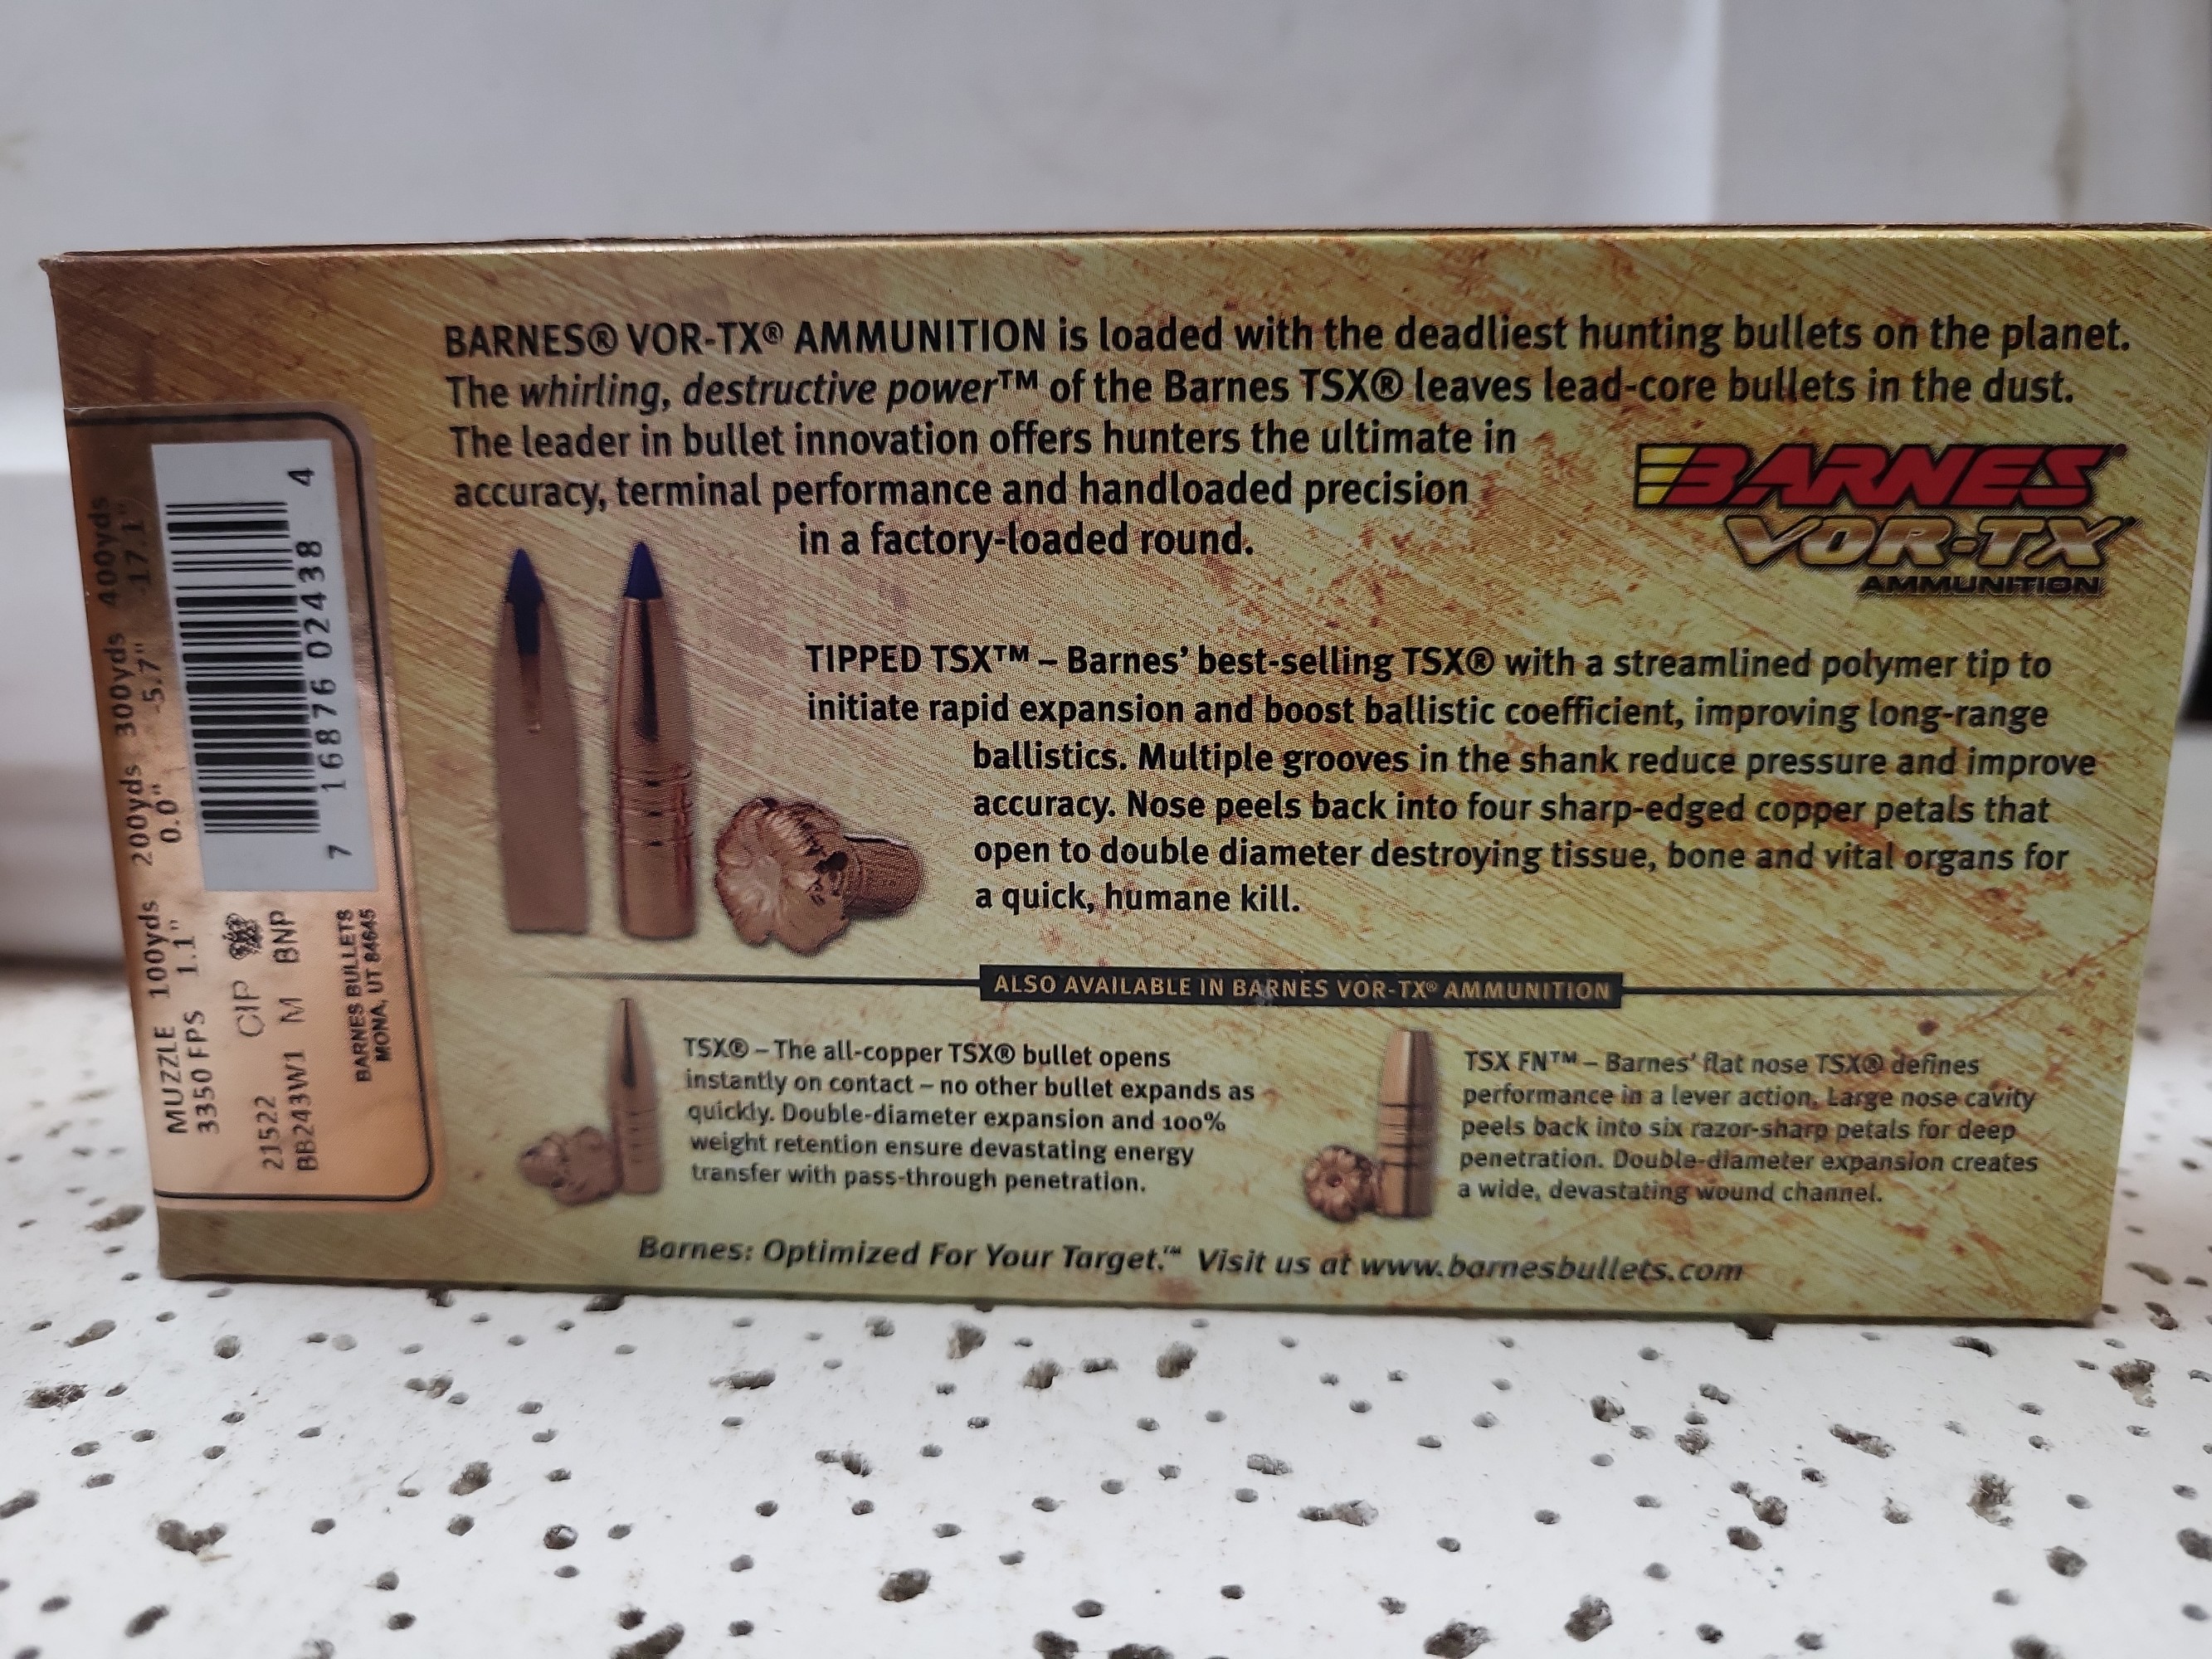 BARNES® VOR-TX® AMMUNITION is loaded with the deadliest hunting bullets on the planet.
The whirling, destructive power™ of the Barnes TSX® leaves lead-core bullets in the dust.
The leader in bullet innovation offers hunters the ultimate in
accuracy, terminal performance and handloaded precision
in a factory-loaded round.
BARNES
VOR-TX
AMMUNITION
TIPPED TSX™ – Barnes' best-selling TSX® with a streamlined polymer tip to
initiate rapid expansion and boost ballistic coefficient, improving long-range
ballistics. Multiple grooves in the shank reduce pressure and improve
accuracy. Nose peels back into four sharp-edged copper petals that
open to double diameter destroying tissue, bone and vital organs for
a quick, humane kill.
ALSO AVAILABLE IN BARNES VOR-TX® AMMUNITION
TSX® – The all-copper TSX® bullet opens
instantly on contact – no other bullet expands as
quickly. Double-diameter expansion and 100%
weight retention ensure devastating energy
transfer with pass-through penetration.
TSX FN™ – Barnes' flat nose TSX® defines
performance in a lever action. Large nose cavity
peels back into six razor-sharp petals for deep
penetration. Double-diameter expansion creates
a wide, devastating wound channel.
Barnes: Optimized For Your Target.™ Visit us at www.barnesbullets.com
MUZZLE 100yds 200yds 300yds 400yds
3350 FPS 1.1" 0.0" -5.7" -17.1"
7 16876 02438 4
CIP
21522
BB243W1 M BNP
BARNES BULLETS
MONA, UT 84645